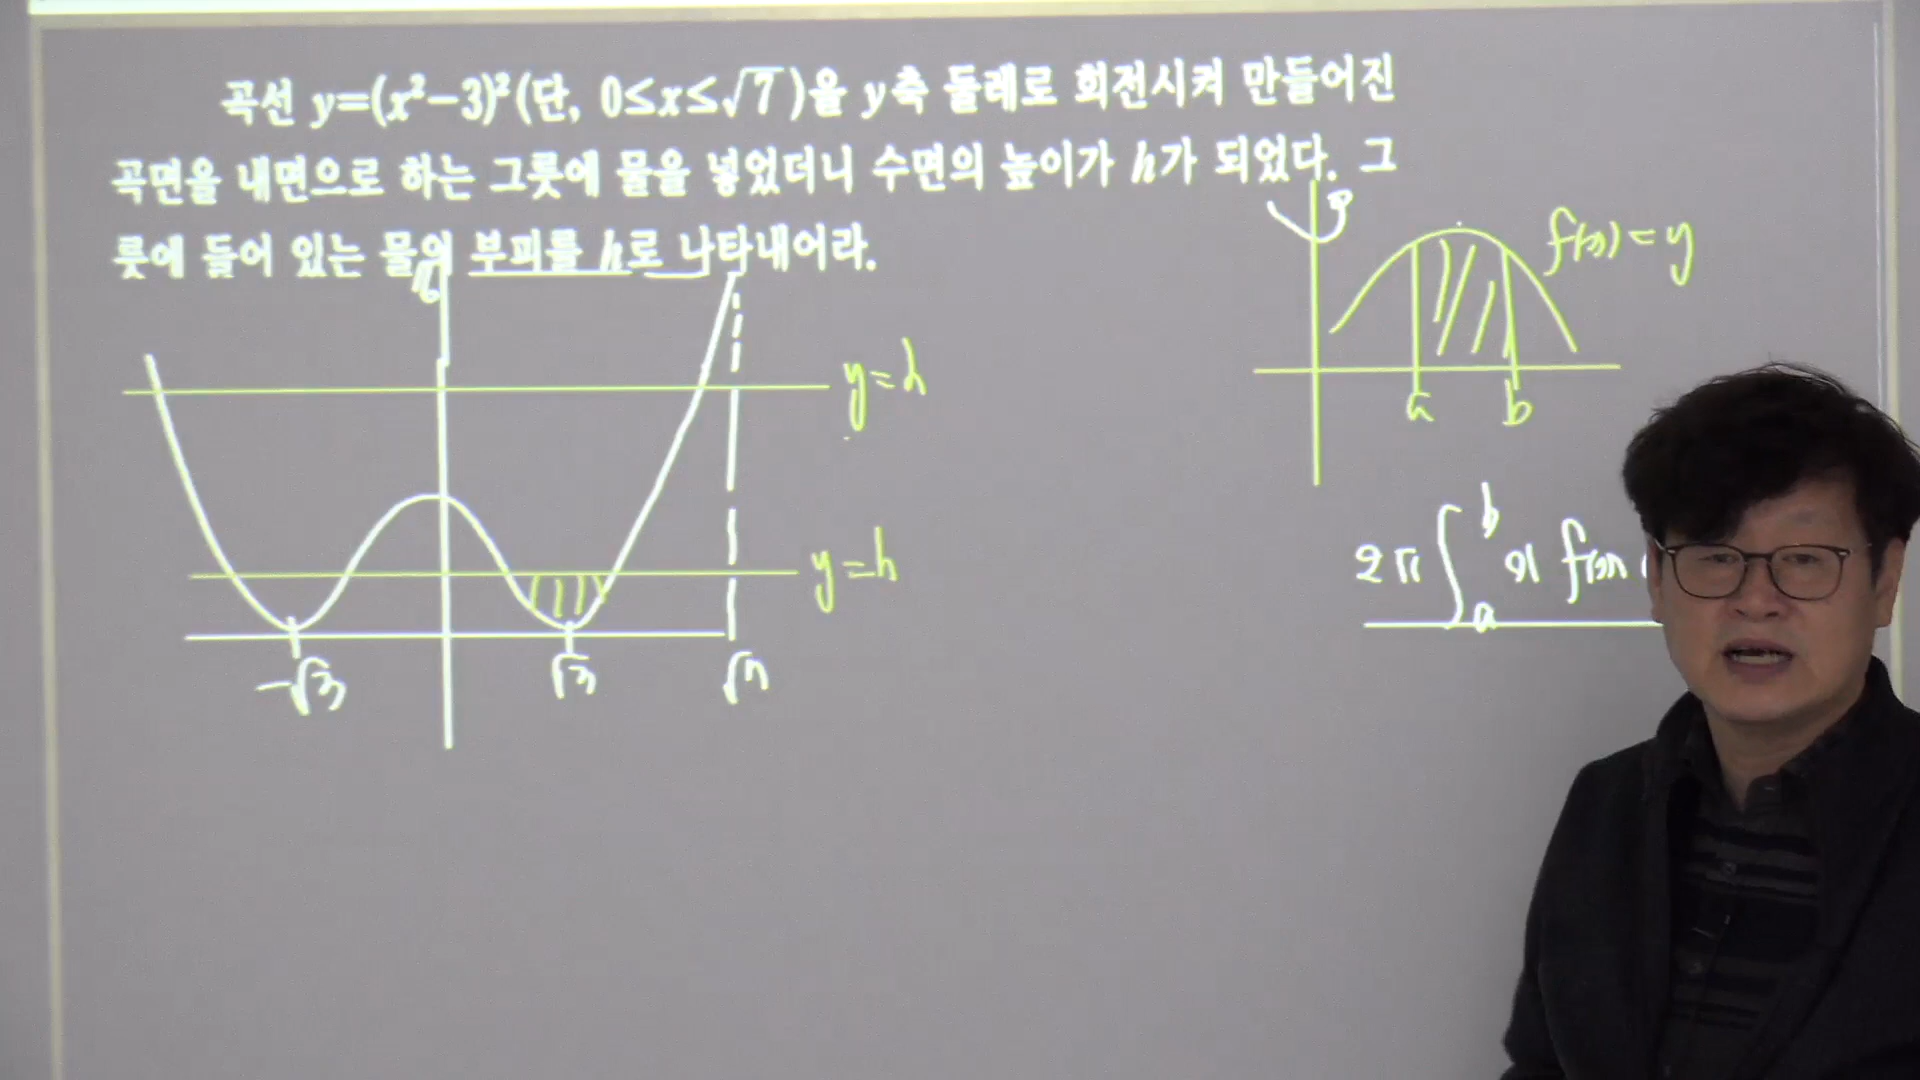 곡선 y=(x²-3)²(단, 0≤x≤√7)을 y축 둘레로 회전시켜 만들어진
곡면을 내면으로 하는 그릇에 물을 넣었더니 수면의 높이가 h가 되었다. 그
릇에 들어 있는 물의 부피를 h로 나타내어라.
f(x)=y
y=h
a b
y=h
2π∫ₐᵇ x f(x)
-√3 √3 √7